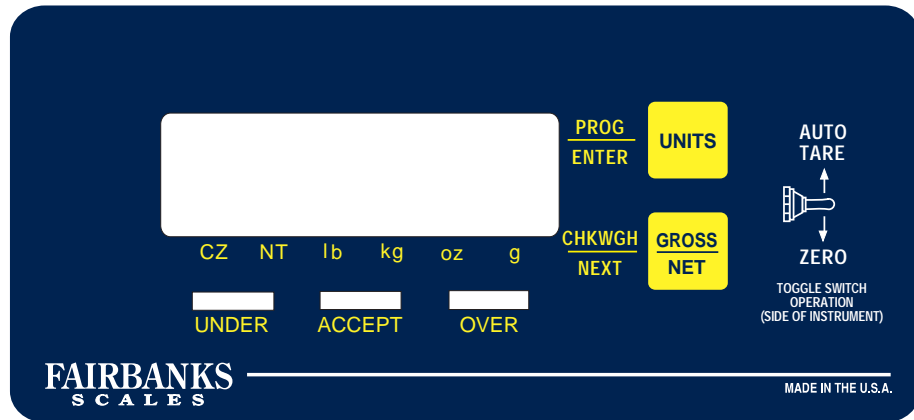 PROG
ENTER
UNITS
AUTO
TARE
CHKWGH
NEXT
GROSS
NET
ZERO
CZ NT lb kg oz g
TOGGLE SWITCH
OPERATION
(SIDE OF INSTRUMENT)
UNDER ACCEPT OVER
FAIRBANKS
SCALES
MADE IN THE U.S.A.